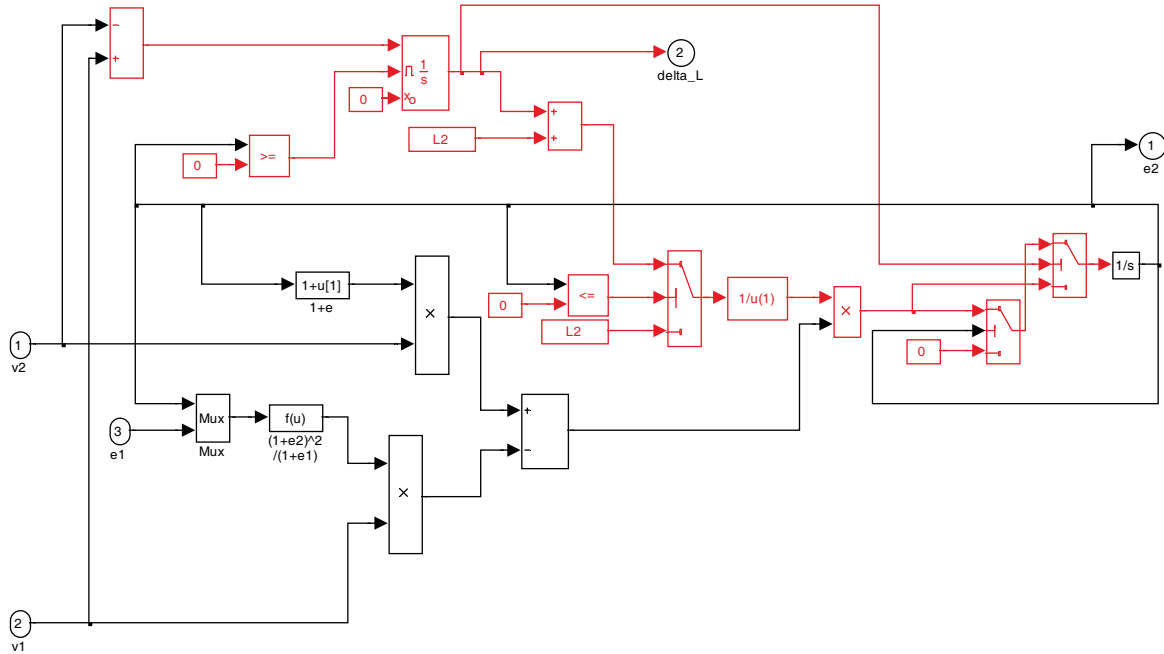 -
+
1
s
0
x
o
2
delta_L
L2
+
+
>=
0
1
e2
1+u[1]
1+e
×
<=
0
L2
1/u(1)
×
1/s
0
1
v2
Mux
Mux
3
e1
f(u)
(1+e2)^2
/(1+e1)
×
+
-
2
v1